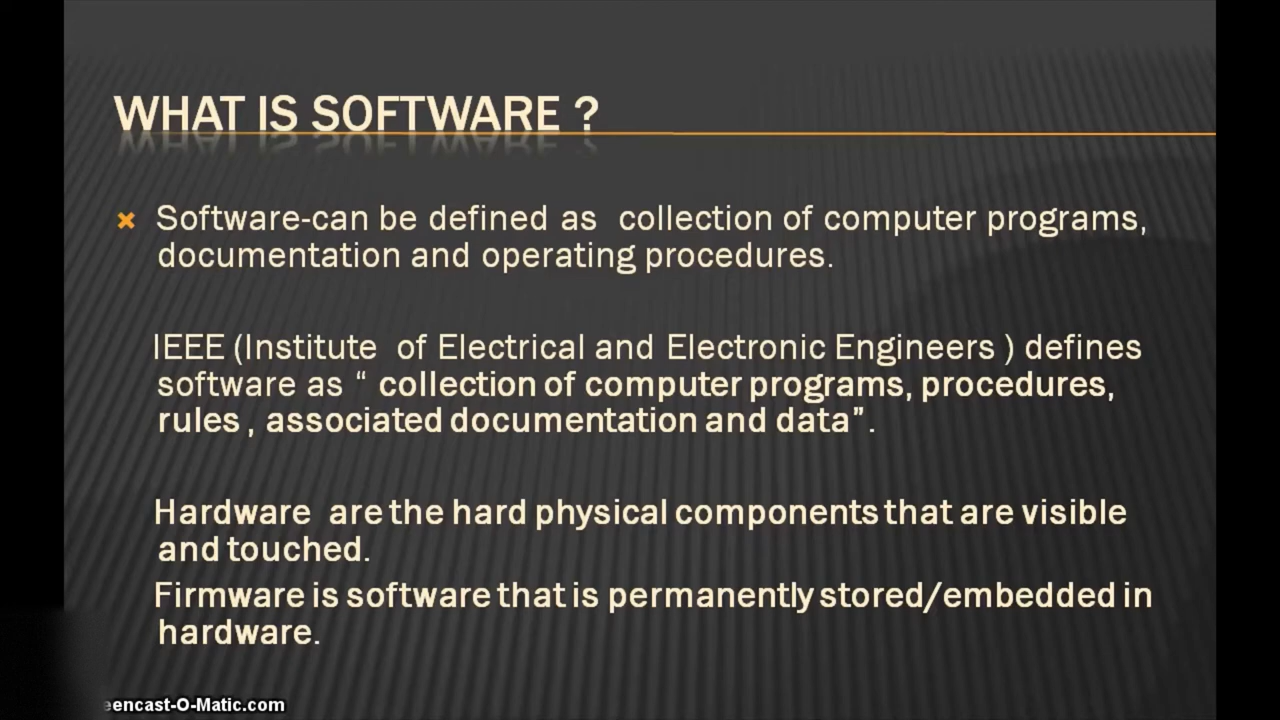 WHAT IS SOFTWARE ?
Software-can be defined as collection of computer programs,
documentation and operating procedures.
IEEE (Institute of Electrical and Electronic Engineers ) defines
software as “ collection of computer programs, procedures,
rules , associated documentation and data”.
Hardware are the hard physical components that are visible
and touched.
Firmware is software that is permanently stored/embedded in
hardware.
eencast-O-Matic.com